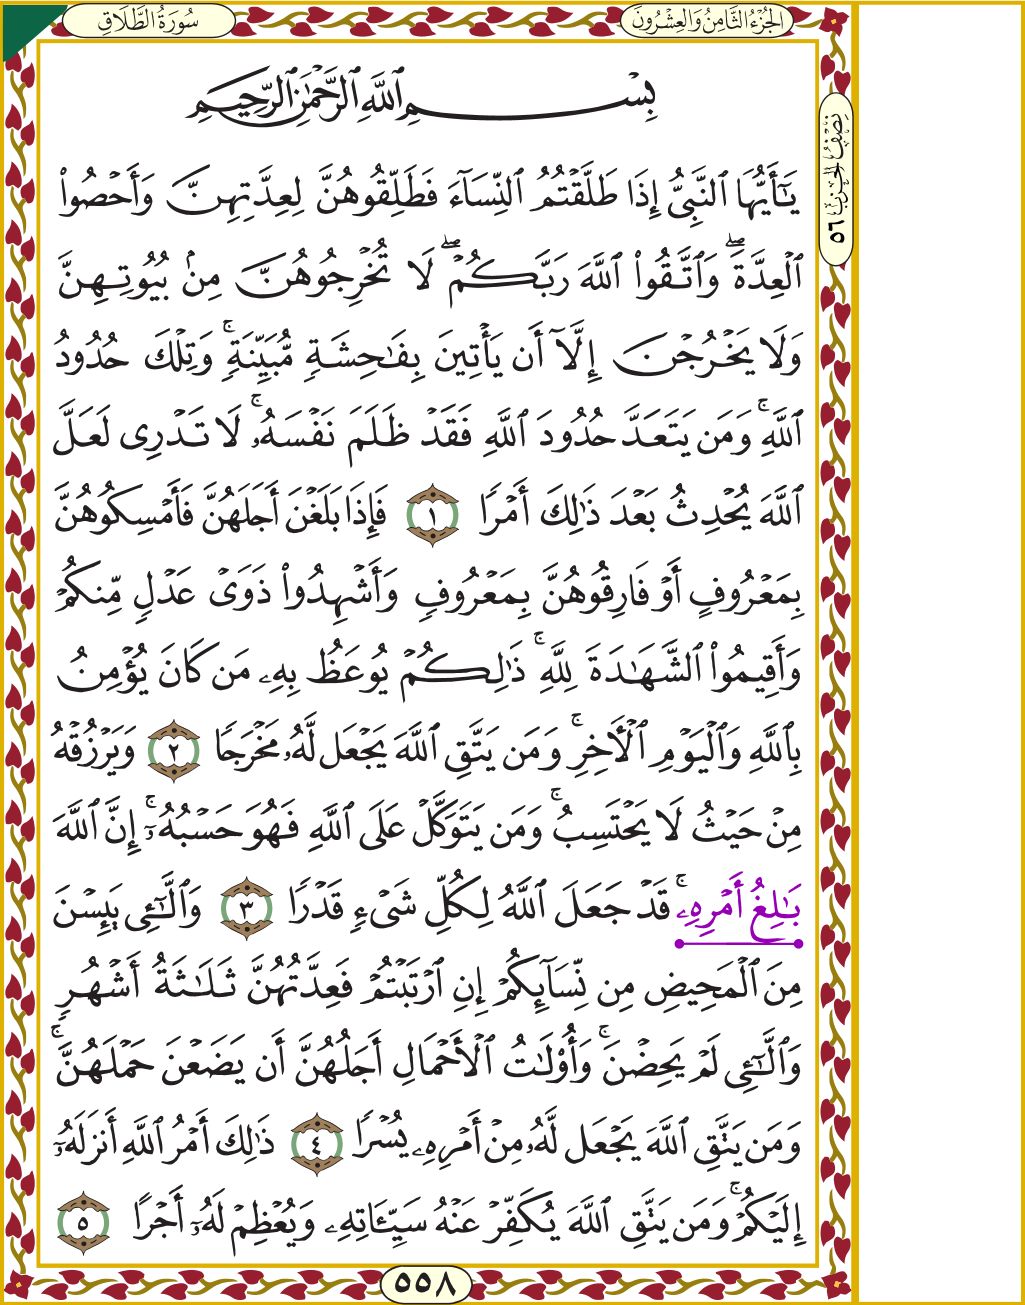 سُورَةُ الطَّلَاقِ
الجُزْءُ الثَّامِنُ وَالعِشْرُونَ
نِصْفُ الحِزْبِ ٥٦
بِسْمِ ٱللَّهِ ٱلرَّحْمَٰنِ ٱلرَّحِيمِ
يَٰٓأَيُّهَا ٱلنَّبِىُّ إِذَا طَلَّقْتُمُ ٱلنِّسَآءَ فَطَلِّقُوهُنَّ لِعِدَّتِهِنَّ وَأَحْصُوا۟
ٱلْعِدَّةَ ۖ وَٱتَّقُوا۟ ٱللَّهَ رَبَّكُمْ ۖ لَا تُخْرِجُوهُنَّ مِنۢ بُيُوتِهِنَّ
وَلَا يَخْرُجْنَ إِلَّآ أَن يَأْتِينَ بِفَٰحِشَةٍ مُّبَيِّنَةٍ ۚ وَتِلْكَ حُدُودُ
ٱللَّهِ ۚ وَمَن يَتَعَدَّ حُدُودَ ٱللَّهِ فَقَدْ ظَلَمَ نَفْسَهُۥ ۚ لَا تَدْرِى لَعَلَّ
ٱللَّهَ يُحْدِثُ بَعْدَ ذَٰلِكَ أَمْرًا ١ فَإِذَا بَلَغْنَ أَجَلَهُنَّ فَأَمْسِكُوهُنَّ
بِمَعْرُوفٍ أَوْ فَارِقُوهُنَّ بِمَعْرُوفٍ وَأَشْهِدُوا۟ ذَوَىْ عَدْلٍ مِّنكُمْ
وَأَقِيمُوا۟ ٱلشَّهَٰدَةَ لِلَّهِ ۚ ذَٰلِكُمْ يُوعَظُ بِهِۦ مَن كَانَ يُؤْمِنُ
بِٱللَّهِ وَٱلْيَوْمِ ٱلْأَخِرِ ۚ وَمَن يَتَّقِ ٱللَّهَ يَجْعَل لَّهُۥ مَخْرَجًا ٢ وَيَرْزُقْهُ
مِنْ حَيْثُ لَا يَحْتَسِبُ ۚ وَمَن يَتَوَكَّلْ عَلَى ٱللَّهِ فَهُوَ حَسْبُهُۥٓ ۚ إِنَّ ٱللَّهَ
بَٰلِغُ أَمْرِهِۦ ۚ قَدْ جَعَلَ ٱللَّهُ لِكُلِّ شَىْءٍ قَدْرًا ٣ وَٱلَّٰٓـِٔى يَئِسْنَ
مِنَ ٱلْمَحِيضِ مِن نِّسَآئِكُمْ إِنِ ٱرْتَبْتُمْ فَعِدَّتُهُنَّ ثَلَٰثَةُ أَشْهُرٍ
وَٱلَّٰٓـِٔى لَمْ يَحِضْنَ ۚ وَأُو۟لَٰتُ ٱلْأَحْمَالِ أَجَلُهُنَّ أَن يَضَعْنَ حَمْلَهُنَّ ۚ
وَمَن يَتَّقِ ٱللَّهَ يَجْعَل لَّهُۥ مِنْ أَمْرِهِۦ يُسْرًا ٤ ذَٰلِكَ أَمْرُ ٱللَّهِ أَنزَلَهُۥٓ
إِلَيْكُمْ ۚ وَمَن يَتَّقِ ٱللَّهَ يُكَفِّرْ عَنْهُ سَيِّـَٔاتِهِۦ وَيُعْظِمْ لَهُۥٓ أَجْرًا ٥
٥٥٨